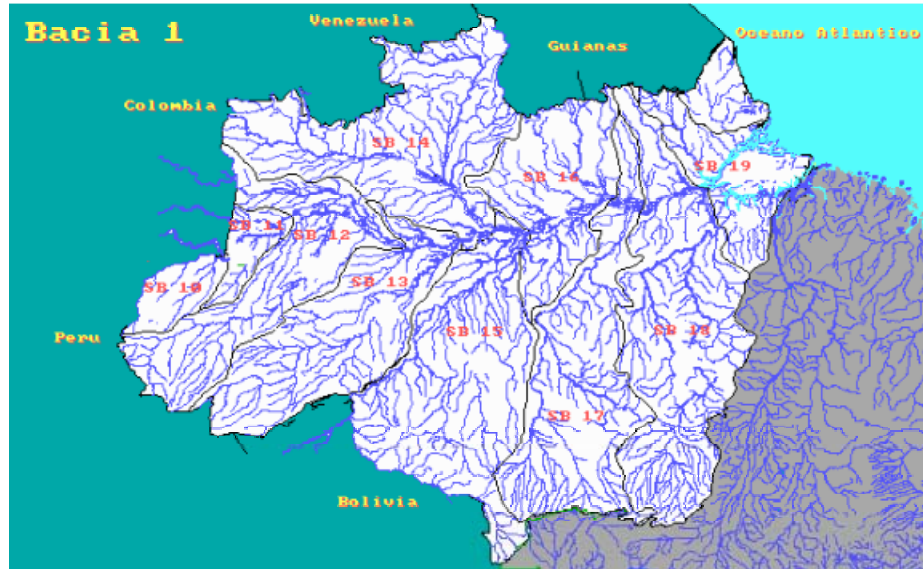 Bacia 1
Venezuela
Oceano Atlantico
Guianas
Colombia
SB 14
SB 19
SB 16
SB 11
SB 12
SB 13
SB 10
Peru
SB 15
SB 18
SB 17
Bolivia